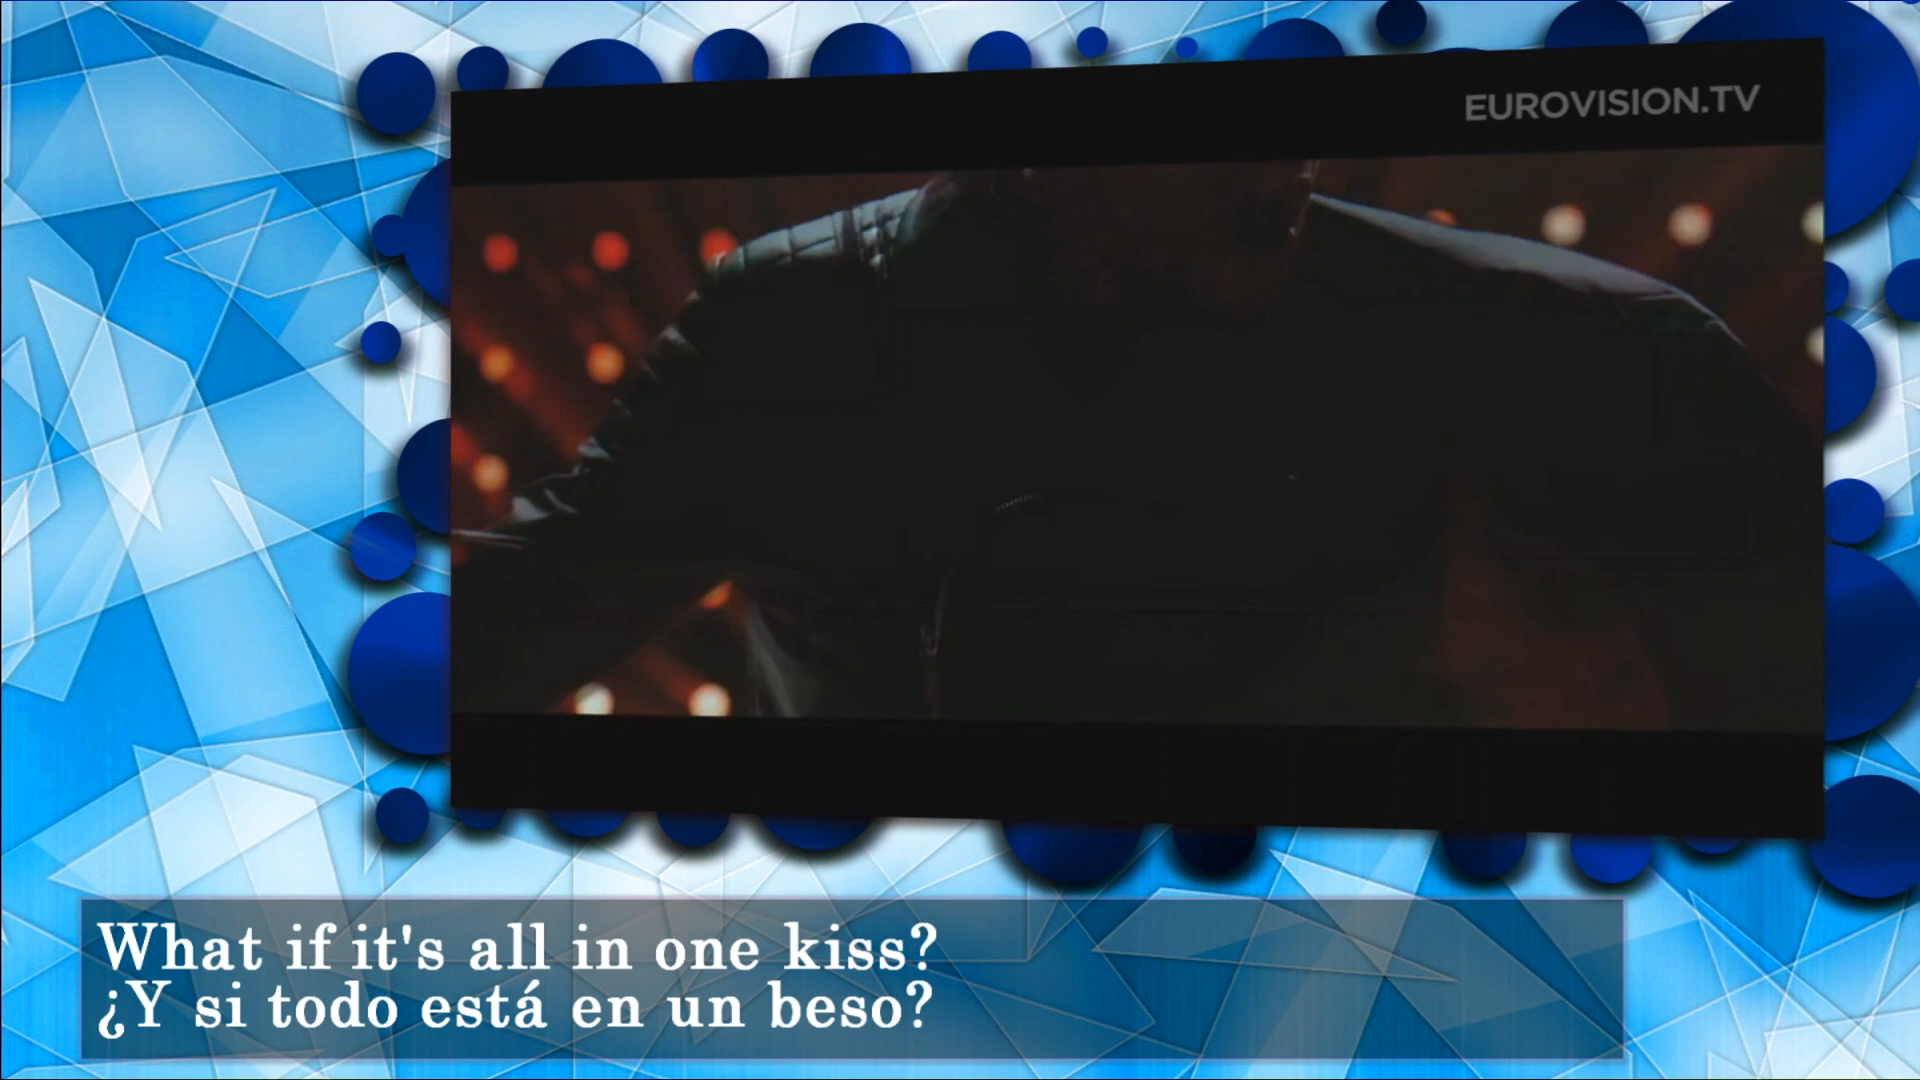 EUROVISION.TV
What if it's all in one kiss?
¿Y si todo está en un beso?